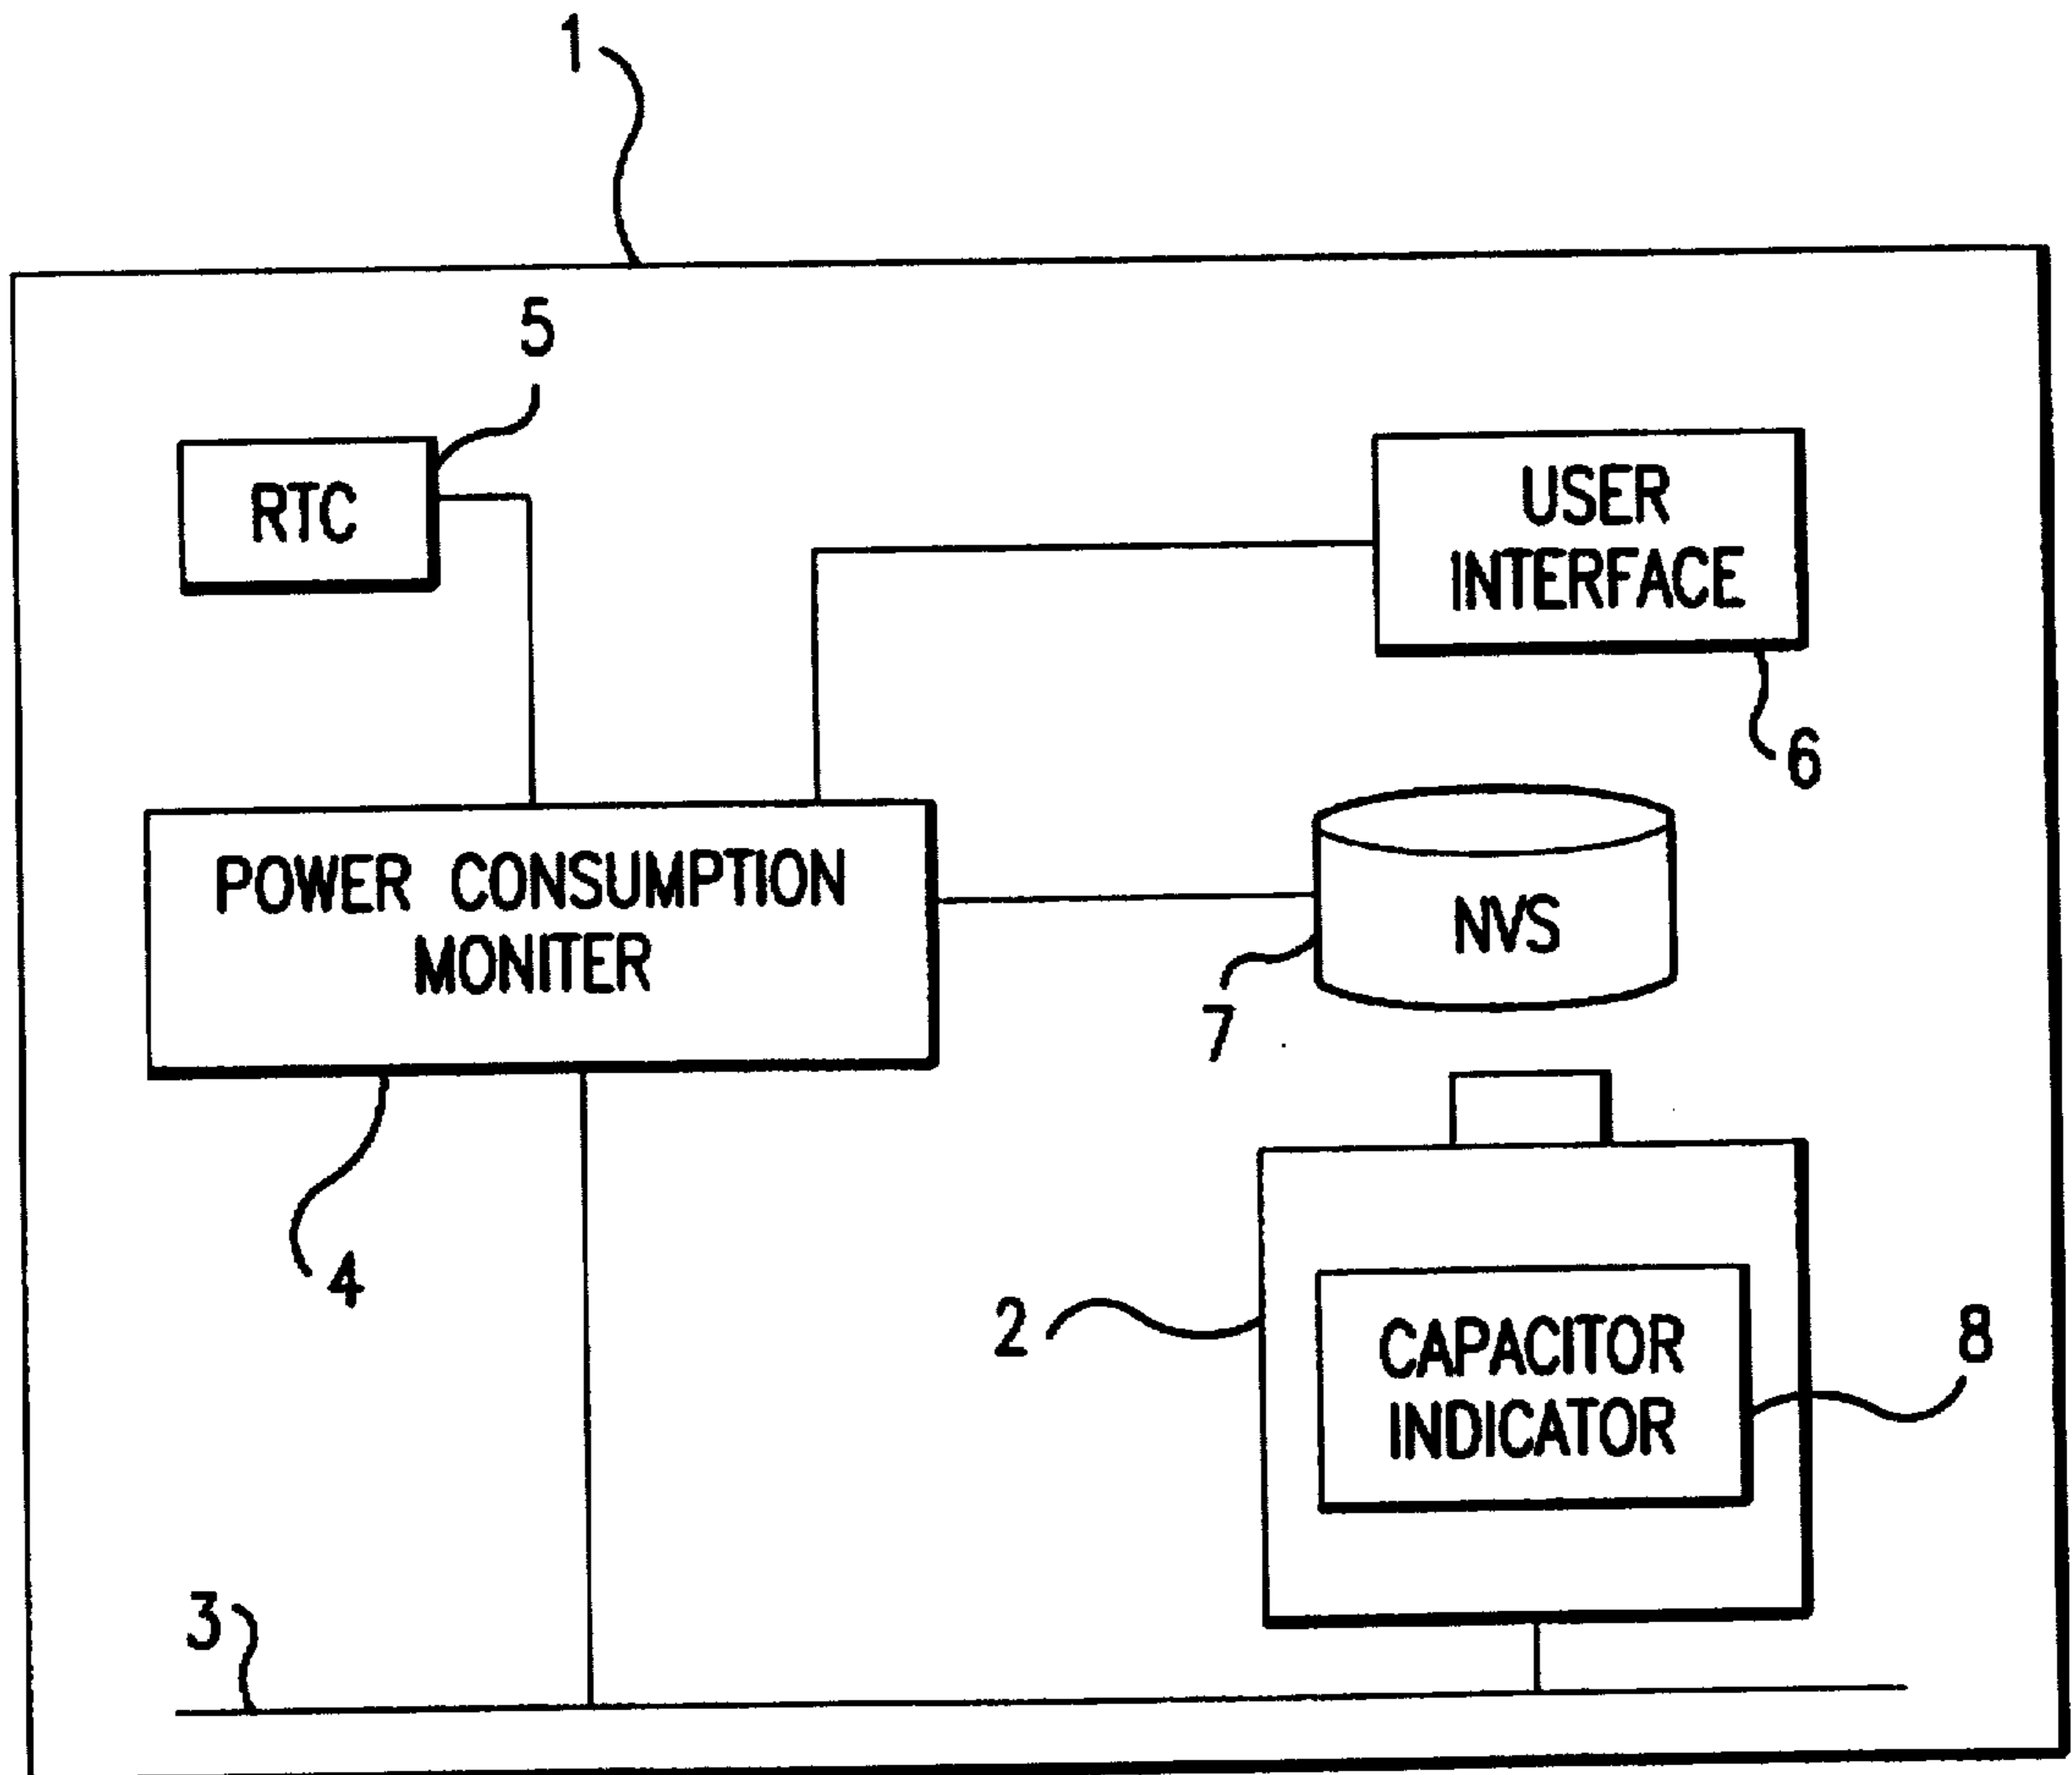 1
5
RTC
USER
INTERFACE
6
POWER CONSUMPTION
MONITER
NVS
7
4
2
CAPACITOR
INDICATOR
8
3